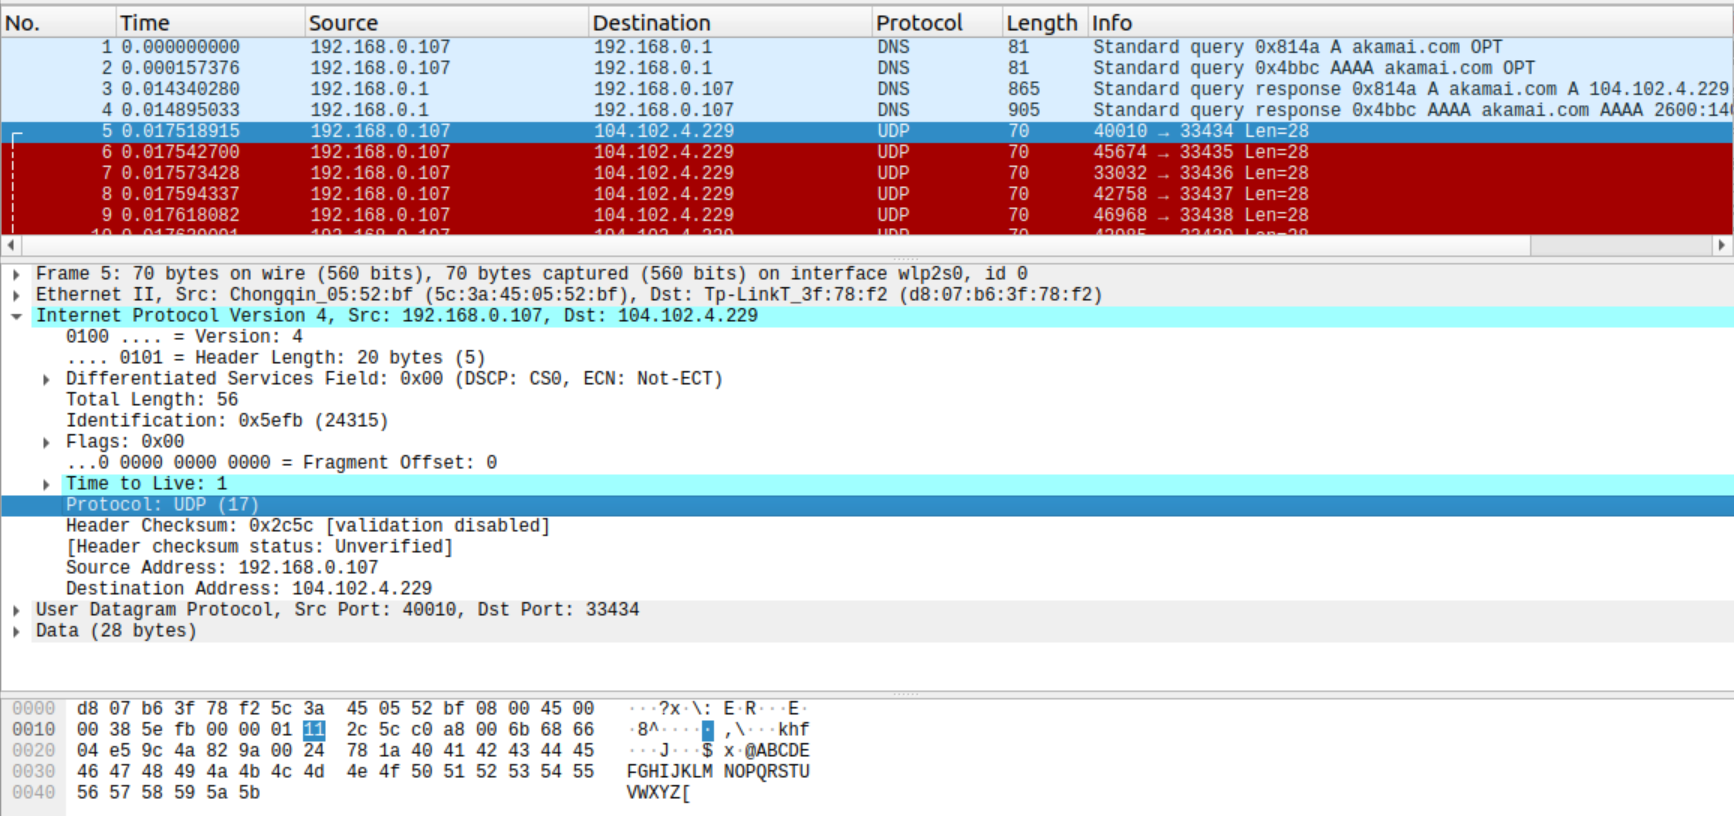 No. Time Source Destination Protocol Length Info
1 0.000000000 192.168.0.107 192.168.0.1 DNS 81 Standard query 0x814a A akamai.com OPT
2 0.000157376 192.168.0.107 192.168.0.1 DNS 81 Standard query 0x4bbc AAAA akamai.com OPT
3 0.014340280 192.168.0.1 192.168.0.107 DNS 865 Standard query response 0x814a A akamai.com A 104.102.4.229
4 0.014895033 192.168.0.1 192.168.0.107 DNS 905 Standard query response 0x4bbc AAAA akamai.com AAAA 2600:14
5 0.017518915 192.168.0.107 104.102.4.229 UDP 70 40010 → 33434 Len=28
6 0.017542700 192.168.0.107 104.102.4.229 UDP 70 45674 → 33435 Len=28
7 0.017573428 192.168.0.107 104.102.4.229 UDP 70 33032 → 33436 Len=28
8 0.017594337 192.168.0.107 104.102.4.229 UDP 70 42758 → 33437 Len=28
9 0.017618082 192.168.0.107 104.102.4.229 UDP 70 46968 → 33438 Len=28
Frame 5: 70 bytes on wire (560 bits), 70 bytes captured (560 bits) on interface wlp2s0, id 0
Ethernet II, Src: Chongqin_05:52:bf (5c:3a:45:05:52:bf), Dst: Tp-LinkT_3f:78:f2 (d8:07:b6:3f:78:f2)
Internet Protocol Version 4, Src: 192.168.0.107, Dst: 104.102.4.229
0100 .... = Version: 4
.... 0101 = Header Length: 20 bytes (5)
Differentiated Services Field: 0x00 (DSCP: CS0, ECN: Not-ECT)
Total Length: 56
Identification: 0x5efb (24315)
Flags: 0x00
...0 0000 0000 0000 = Fragment Offset: 0
Time to Live: 1
Protocol: UDP (17)
Header Checksum: 0x2c5c [validation disabled]
[Header checksum status: Unverified]
Source Address: 192.168.0.107
Destination Address: 104.102.4.229
User Datagram Protocol, Src Port: 40010, Dst Port: 33434
Data (28 bytes)
0000 d8 07 b6 3f 78 f2 5c 3a 45 05 52 bf 08 00 45 00 ···?x·\: E·R···E·
0010 00 38 5e fb 00 00 01 11 2c 5c c0 a8 00 6b 68 66 ·8^····· ,\···khf
0020 04 e5 9c 4a 82 9a 00 24 78 1a 40 41 42 43 44 45 ···J···$ x·@ABCDE
0030 46 47 48 49 4a 4b 4c 4d 4e 4f 50 51 52 53 54 55 FGHIJKLM NOPQRSTU
0040 56 57 58 59 5a 5b VWXYZ[